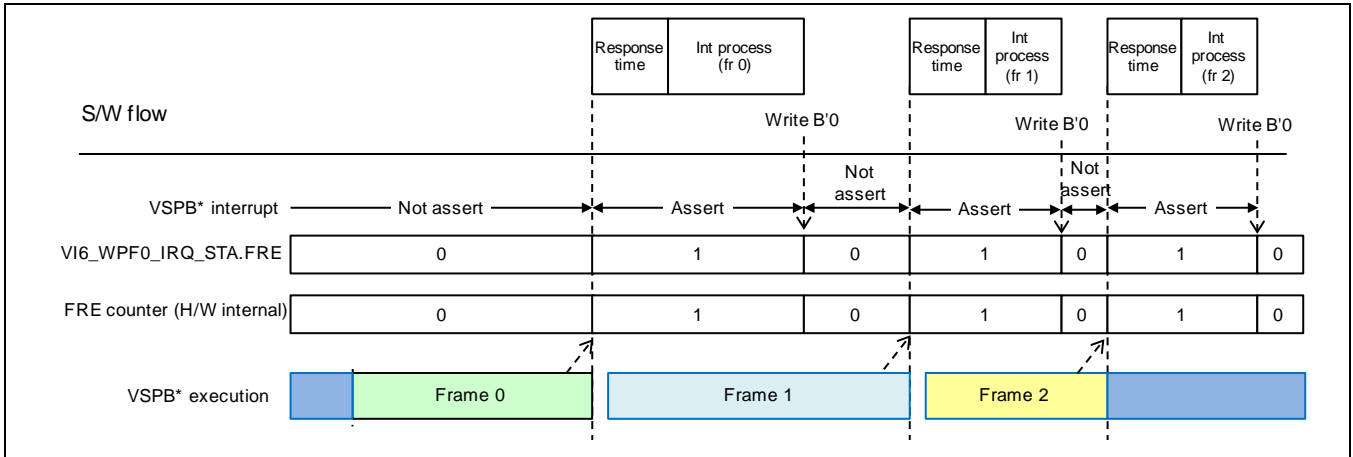 Response time
Int process (fr 0)
Response time
Int process (fr 1)
Response time
Int process (fr 2)
S/W flow
Write B'0
Write B'0
Write B'0
VSPB* interrupt
Not assert
Assert
Not assert
Assert
Not assert
Assert
VI6_WPF0_IRQ_STA.FRE
0
1
0
1
0
1
0
FRE counter (H/W internal)
0
1
0
1
0
1
0
VSPB* execution
Frame 0
Frame 1
Frame 2